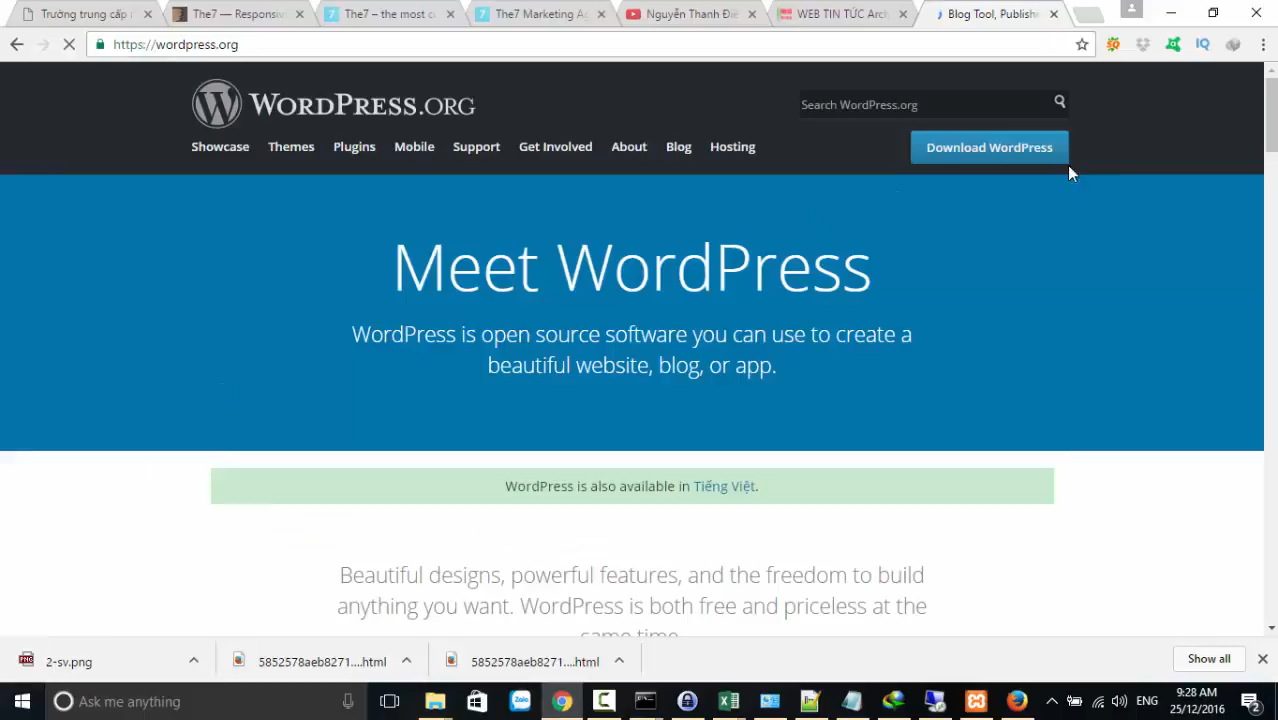 Trường trung cấp
The7 — Responsiv
The7 – the most c
The7 Marketing A
Nguyễn Thanh Điề
WEB TIN TỨC Arch
Blog Tool, Publishe
https://wordpress.org
WORDPRESS.ORG
Search WordPress.org
Showcase Themes Plugins Mobile Support Get Involved About Blog Hosting
Download WordPress
Meet WordPress
WordPress is open source software you can use to create a
beautiful website, blog, or app.
WordPress is also available in Tiếng Việt.
Beautiful designs, powerful features, and the freedom to build
anything you want. WordPress is both free and priceless at the
same time.
2-sv.png
5852578aeb8271....html
5852578aeb8271....html
Show all
Ask me anything
ENG
9:28 AM
25/12/2016
2